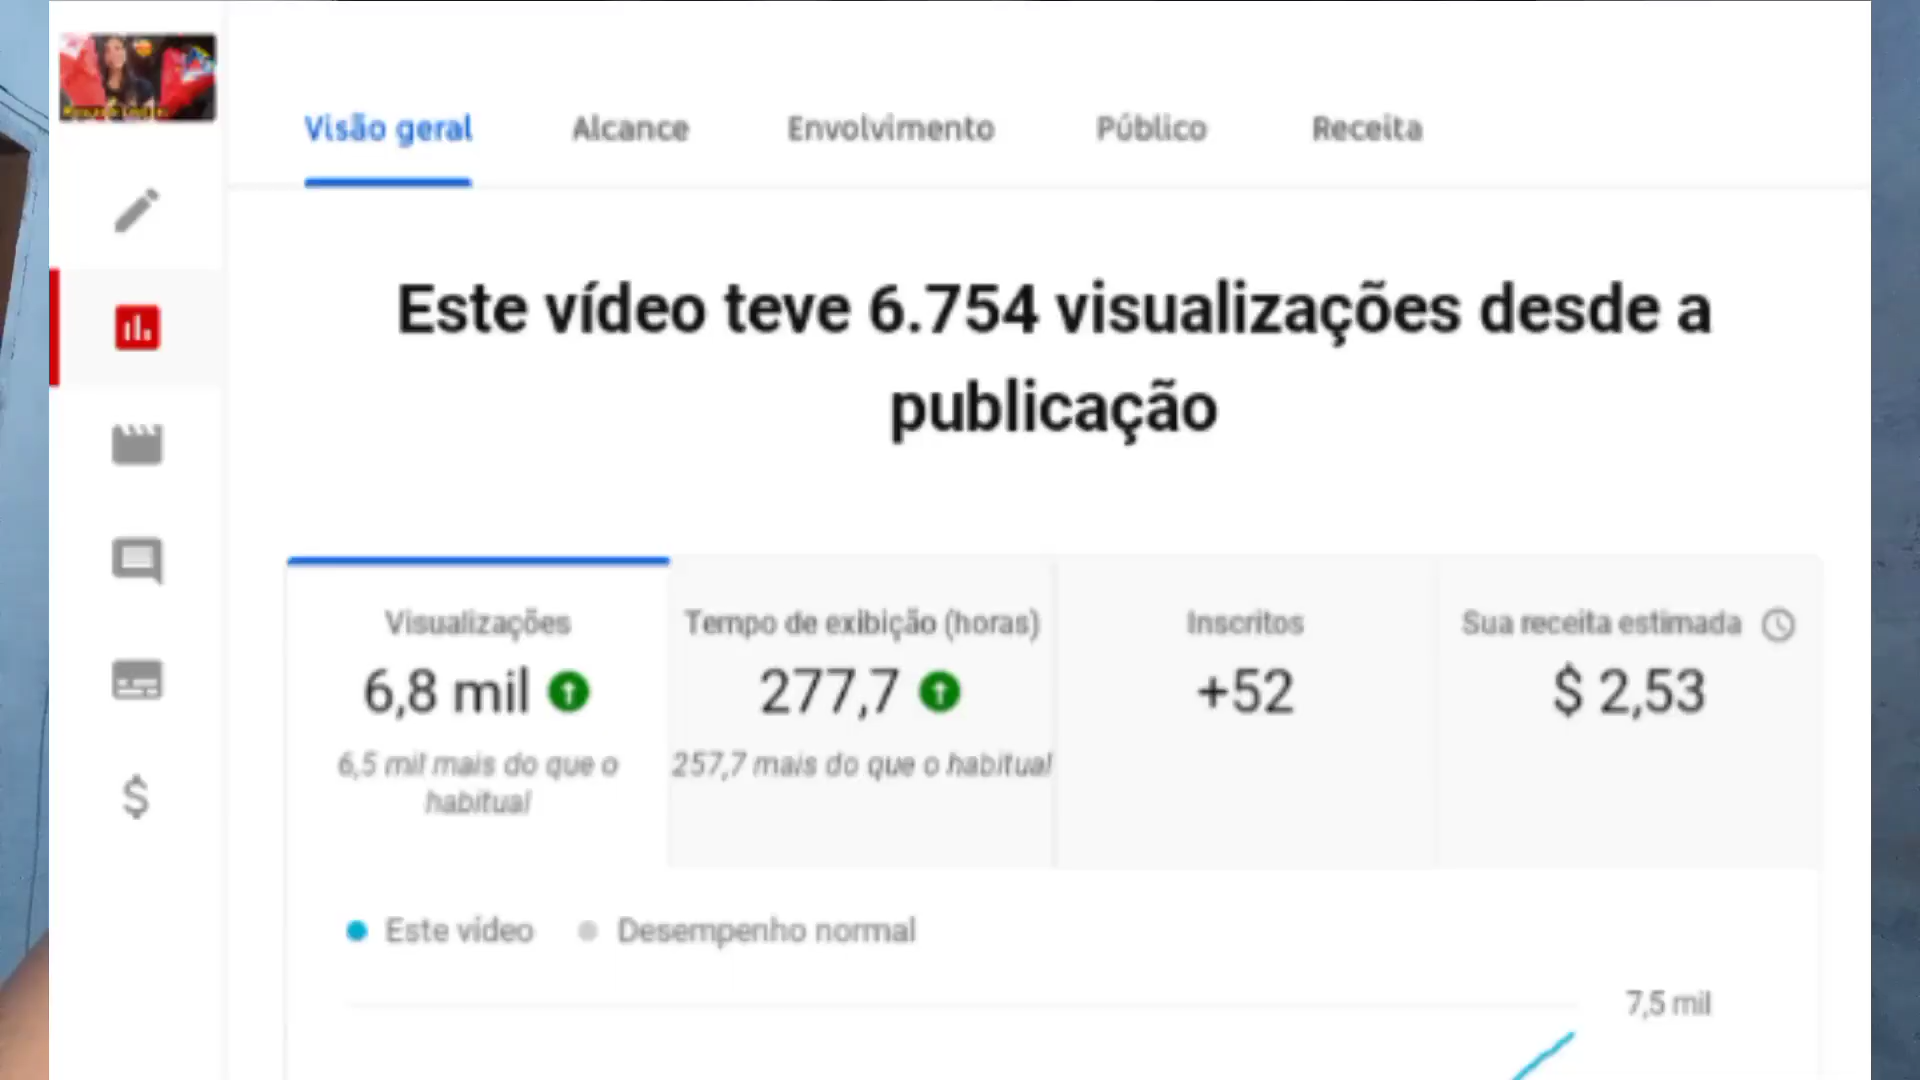 Visão geral
Alcance
Envolvimento
Público
Receita
Este vídeo teve 6.754 visualizações desde a
publicação
Visualizações
6,8 mil
6,5 mil mais do que o
habitual
Tempo de exibição (horas)
277,7
257,7 mais do que o habitual
Inscritos
+52
Sua receita estimada
$ 2,53
Este vídeo
Desempenho normal
7,5 mil